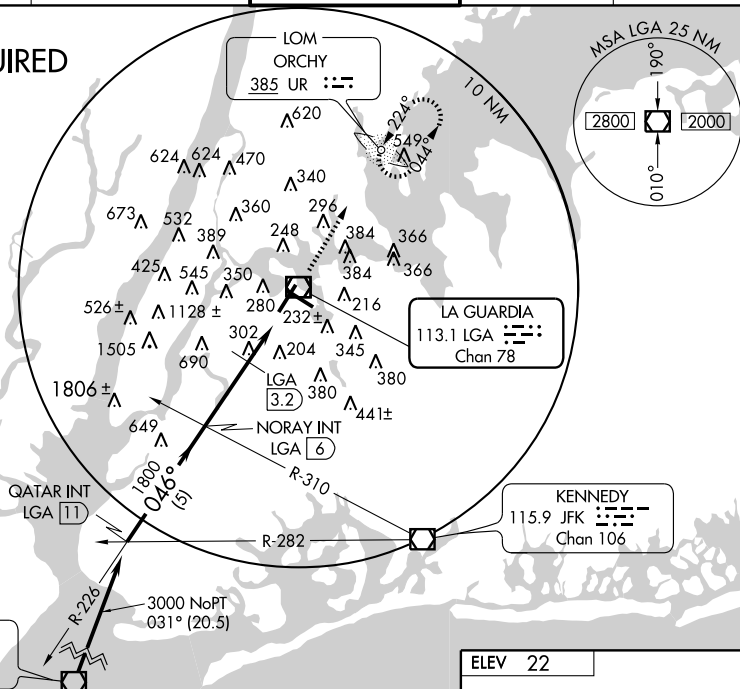 UIRED
LOM
ORCHY
385 UR
10 NM
224°
044°
MSA LGA 25 NM
190°
2800
2000
010°
620
549
624
624
470
340
673
532
360
389
248
296
384
366
384
366
425
545
350
280
216
526±
1128 ±
232±
1505
690
302
204
345
380
380
441±
1806 ±
649
LA GUARDIA
113.1 LGA
Chan 78
LGA
3.2
NORAY INT
LGA 6
R-310
1800
046°
(5)
QATAR INT
LGA 11
R-282
KENNEDY
115.9 JFK
Chan 106
R-226
3000 NoPT
031° (20.5)
ELEV 22